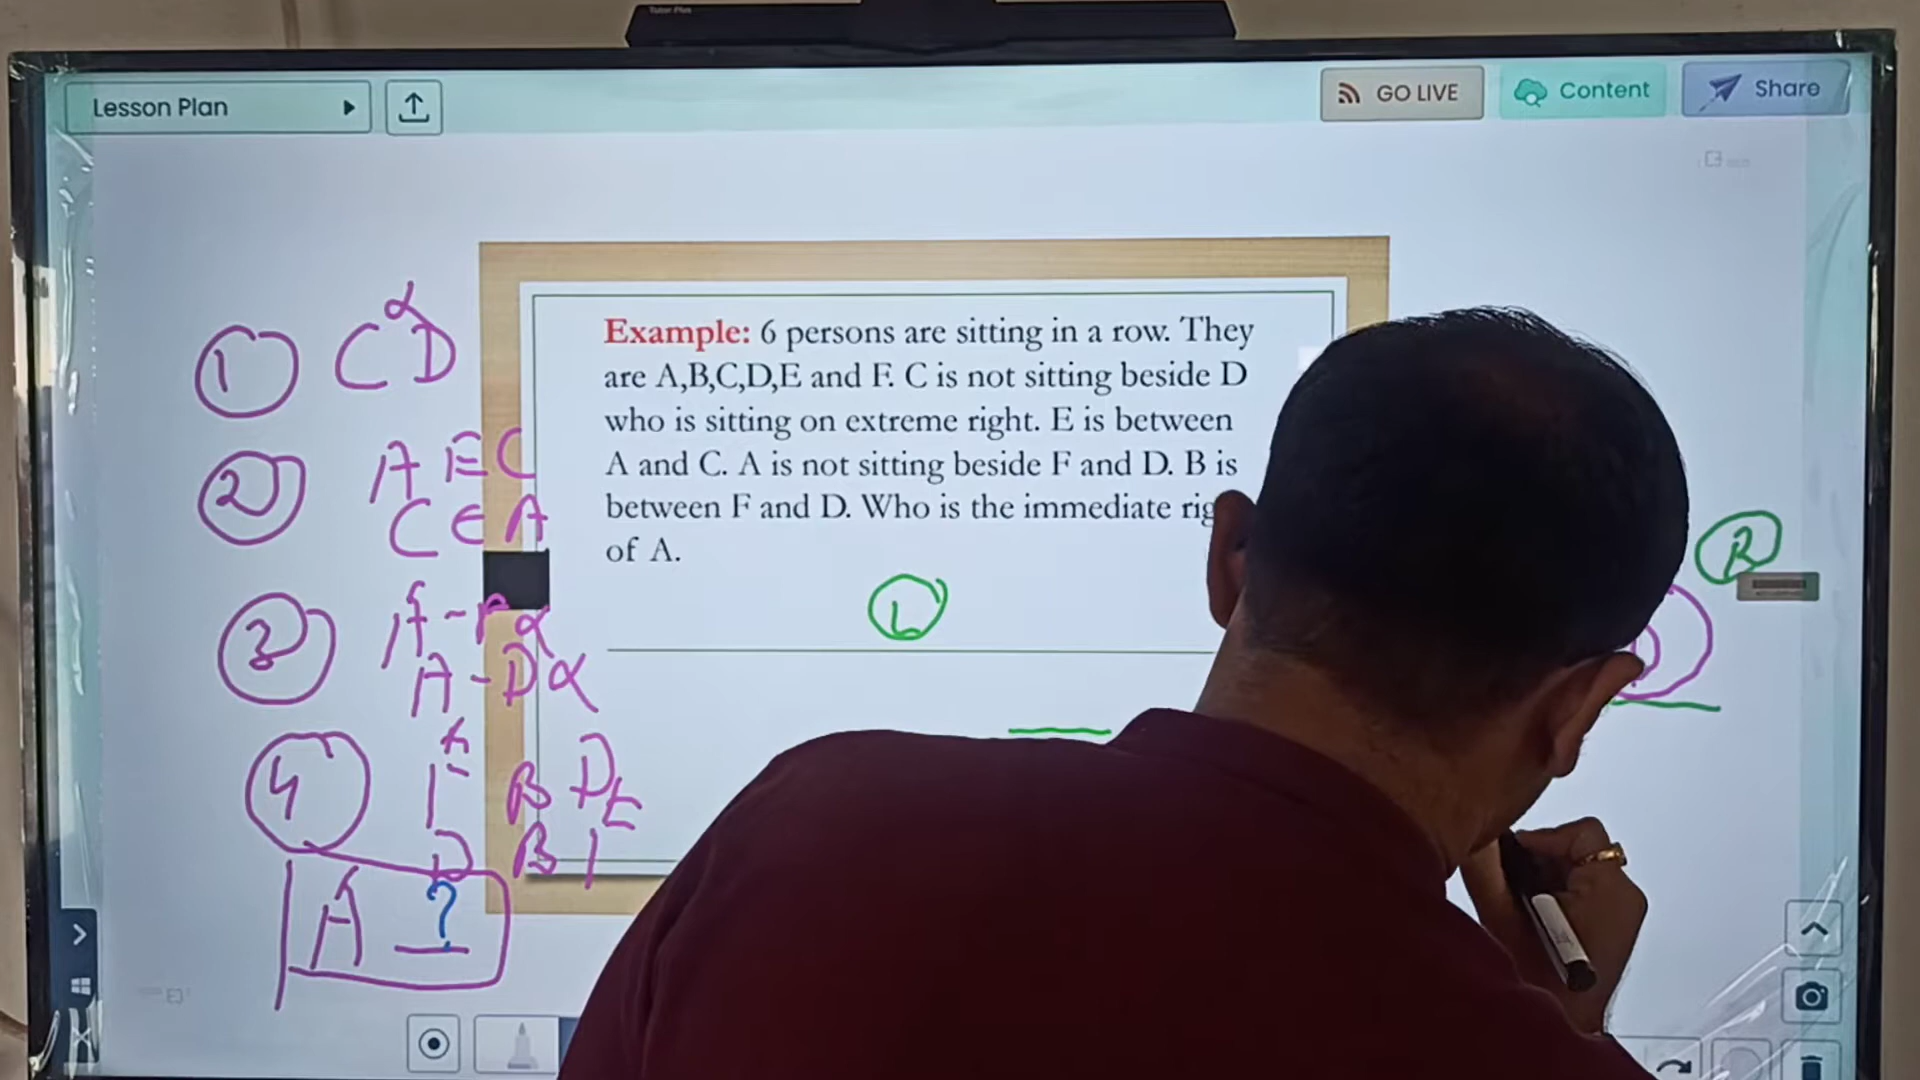 Tutor Plus
Lesson Plan
GO LIVE
Content
Share
Example: 6 persons are sitting in a row. They
are A,B,C,D,E and F. C is not sitting beside D
who is sitting on extreme right. E is between
A and C. A is not sitting beside F and D. B is
between F and D. Who is the immediate rig
of A.
1 C D
2 A E C
C E A
3 A - F α
A - D α
4 F B D
D B F
A ?
L
R